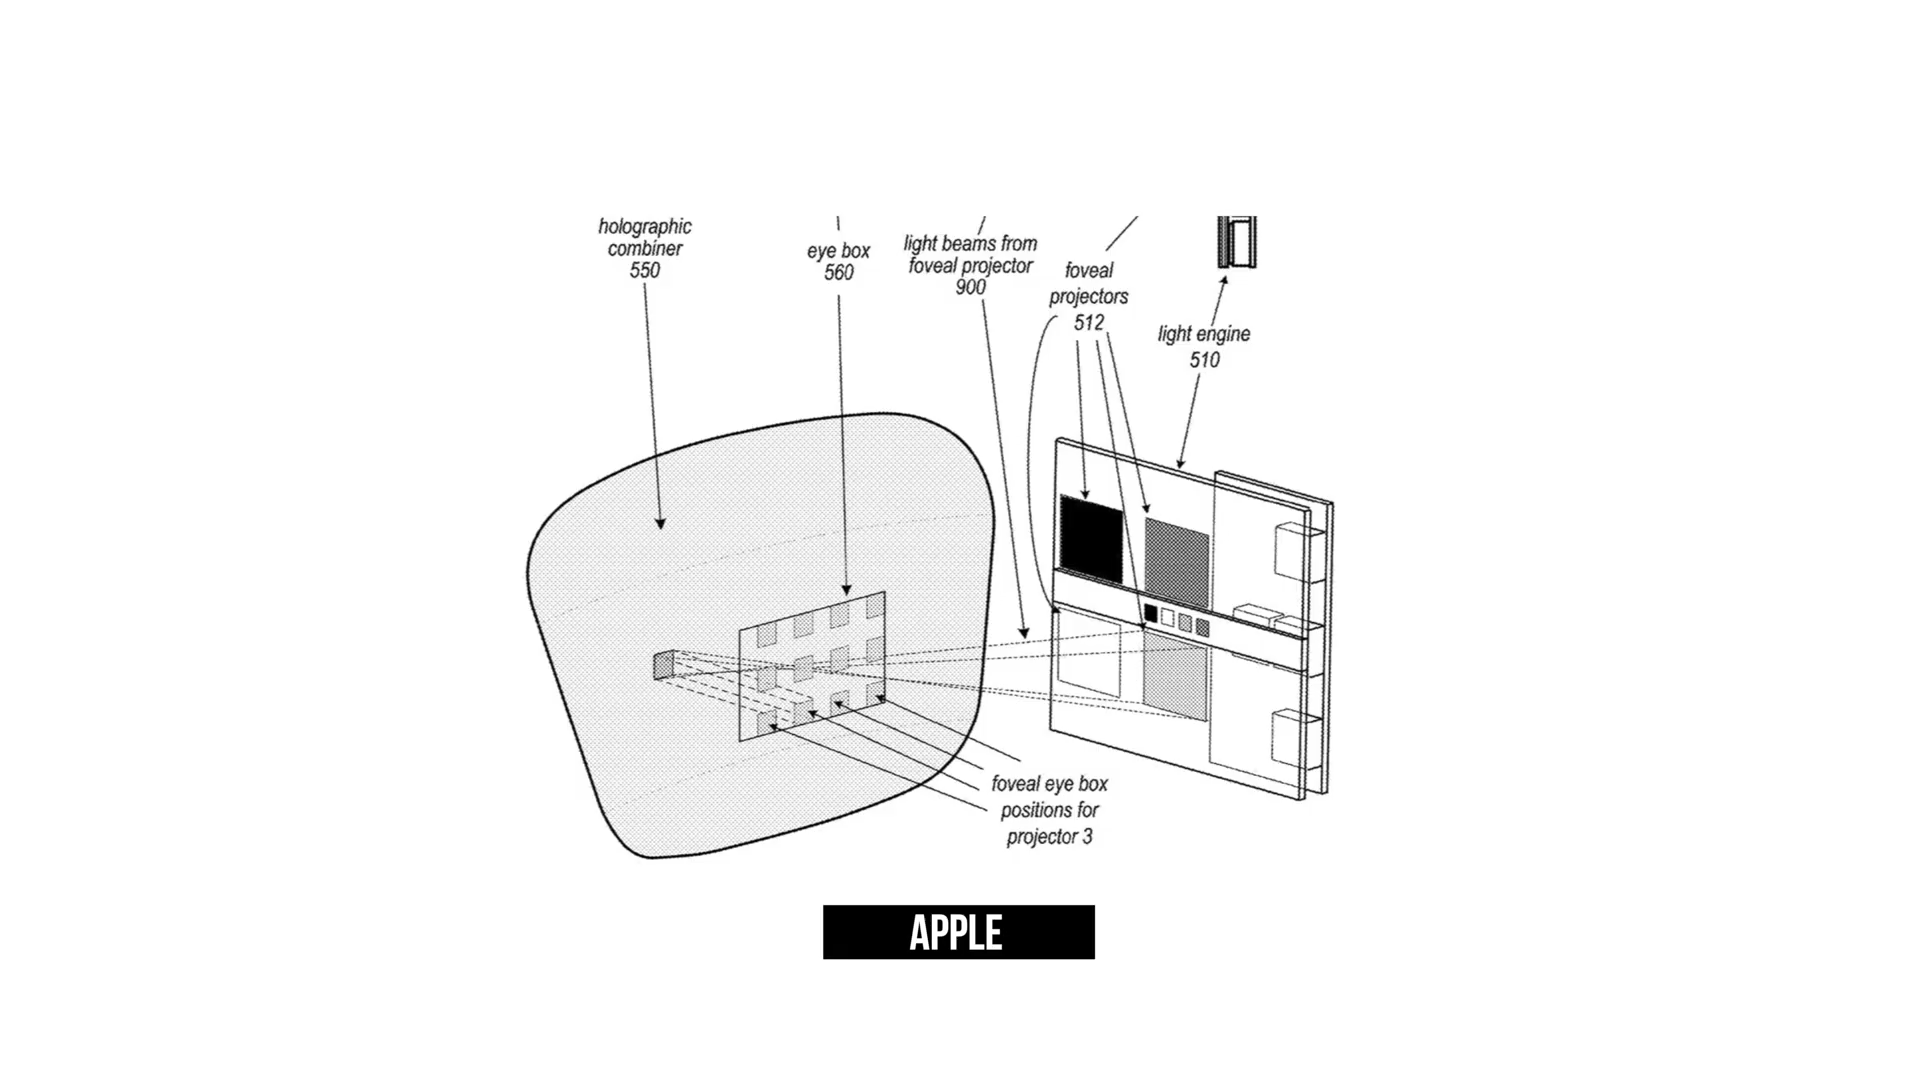 holographic
combiner
550
eye box
560
light beams from
foveal projector
900
foveal
projectors
512
light engine
510
foveal eye box
positions for
projector 3
APPLE